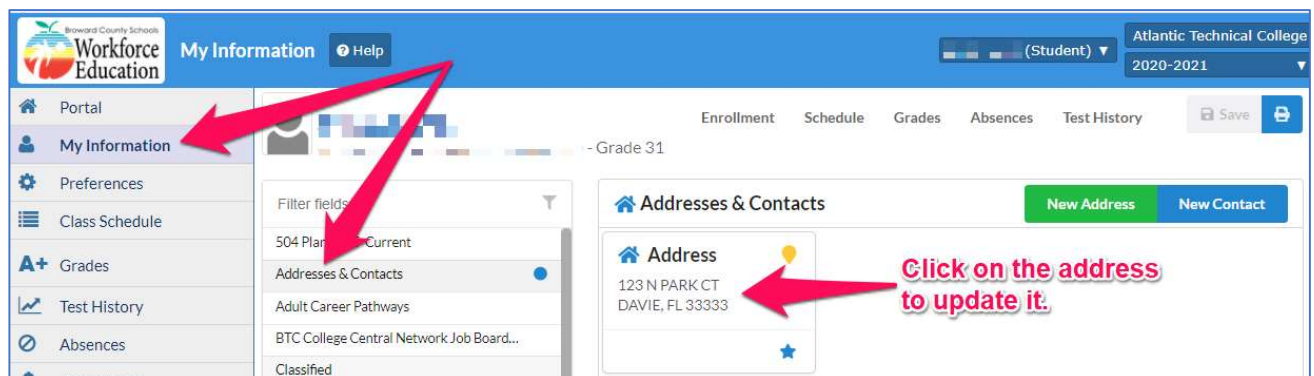 Broward County Schools
Workforce
Education
My Information
Help
(Student) ▼
Atlantic Technical College
2020-2021 ▼
Portal
My Information
Preferences
Class Schedule
A+ Grades
Test History
Absences
Enrollment Schedule Grades Absences Test History
Save
- Grade 31
Filter fields
504 Plan Current
Addresses & Contacts
Adult Career Pathways
BTC College Central Network Job Board...
Classified
Addresses & Contacts
New Address
New Contact
Address
123 N PARK CT
DAVIE, FL 33333
Click on the address
to update it.